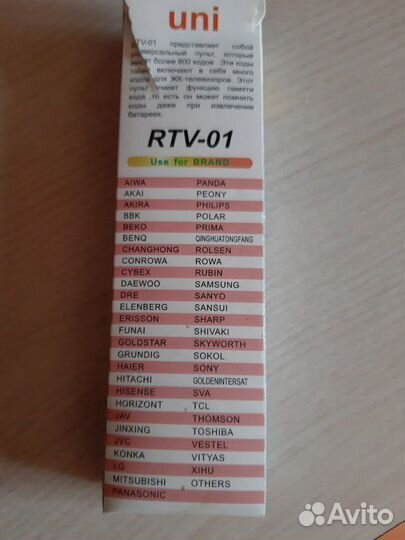 uni
RTV-01 представляет собой
универсальный пульт, который
имеет более 800 кодов. Эти коды
также включают в себя много
кодов для ЖК-телевизоров. Этот
пульт умеет функцию памяти
кода ,то есть он может помнить
коды даже при извлечении
батареек.
RTV-01
Use for BRAND
AIWA PANDA
AKAI PEONY
AKIRA PHILIPS
BBK POLAR
BEKO PRIMA
BENQ QINGHUATONGFANG
CHANGHONG ROLSEN
CONROWA ROWA
CYBEX RUBIN
DAEWOO SAMSUNG
DRE SANYO
ELENBERG SANSUI
ERISSON SHARP
FUNAI SHIVAKI
GOLDSTAR SKYWORTH
GRUNDIG SOKOL
HAIER SONY
HITACHI GOLDENINTERSAT
HISENSE SVA
HORIZONT TCL
JAV THOMSON
JINXING TOSHIBA
JVC VESTEL
KONKA VITYAS
LG XIHU
MITSUBISHI OTHERS
PANASONIC
Avito